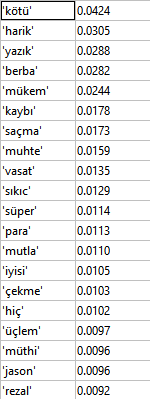 'kötü' 0.0424
'harik' 0.0305
'yazık' 0.0288
'berba' 0.0282
'mükem' 0.0244
'kaybı' 0.0178
'saçma' 0.0173
'muhte' 0.0159
'vasat' 0.0135
'sıkıc' 0.0129
'süper' 0.0114
'para' 0.0113
'mutla' 0.0110
'iyisi' 0.0105
'çekme' 0.0103
'hiç' 0.0102
'üçlem' 0.0097
'müthi' 0.0096
'jason' 0.0096
'rezal' 0.0092